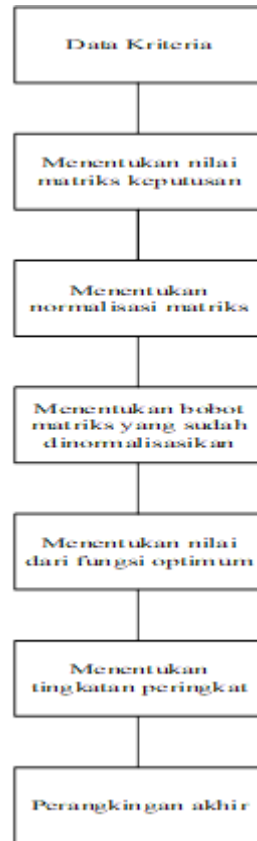 Data Kriteria
Menentukan nilai
matriks keputusan
Menentukan
normalisasi matriks
Menentukan bobot
matriks yang sudah
dinormalisasikan
Menentukan nilai
dari fungsi optimum
Menentukan
tingkatan peringkat
Perangkingan akhir